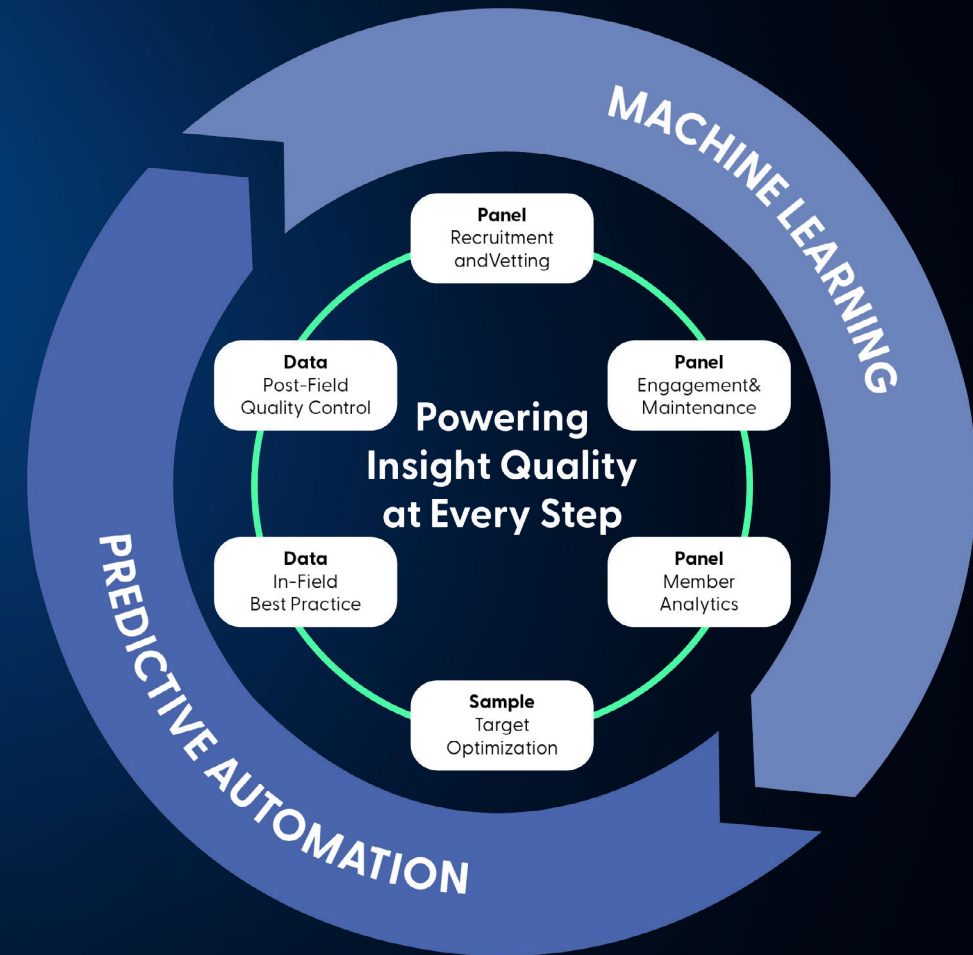 MACHINE LEARNING
Panel
Recruitment
andVetting
Panel
Engagement&
Maintenance
Panel
Member
Analytics
Sample
Target
Optimization
Data
In-Field
Best Practice
Data
Post-Field
Quality Control
Powering
Insight Quality
at Every Step
PREDICTIVE AUTOMATION